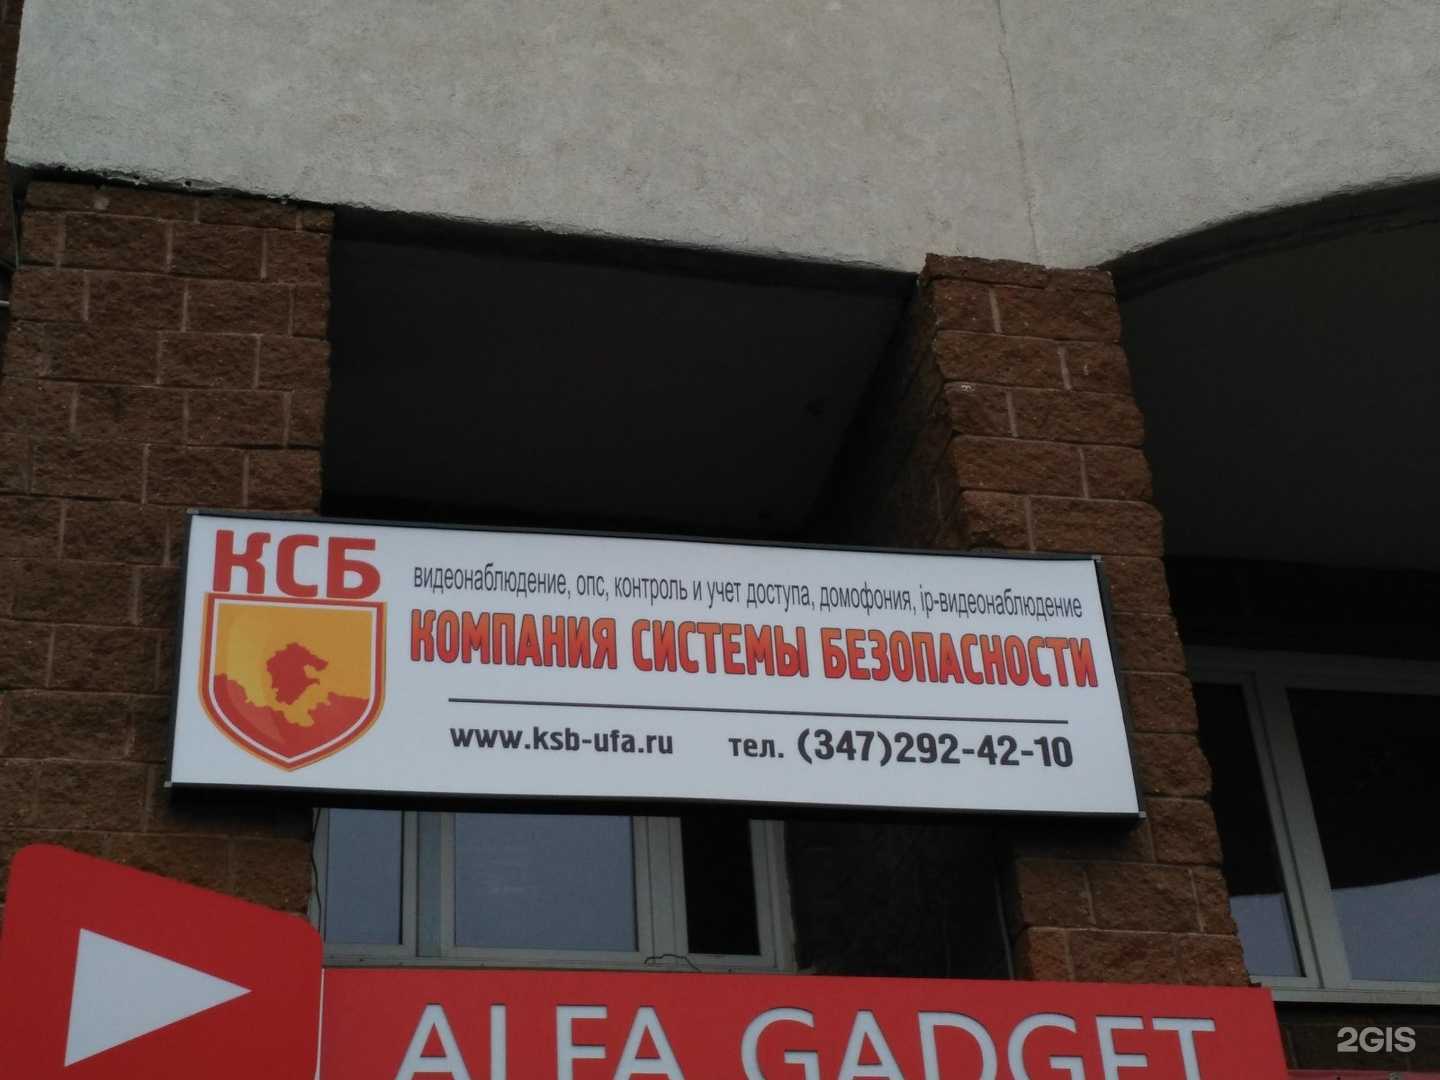 КСБ
видеонаблюдение, опс, контроль и учет доступа, домофония, ip-видеонаблюдение
КОМПАНИЯ СИСТЕМЫ БЕЗОПАСНОСТИ
www.ksb-ufa.ru тел. (347)292-42-10
ALFA GADGET
2GIS